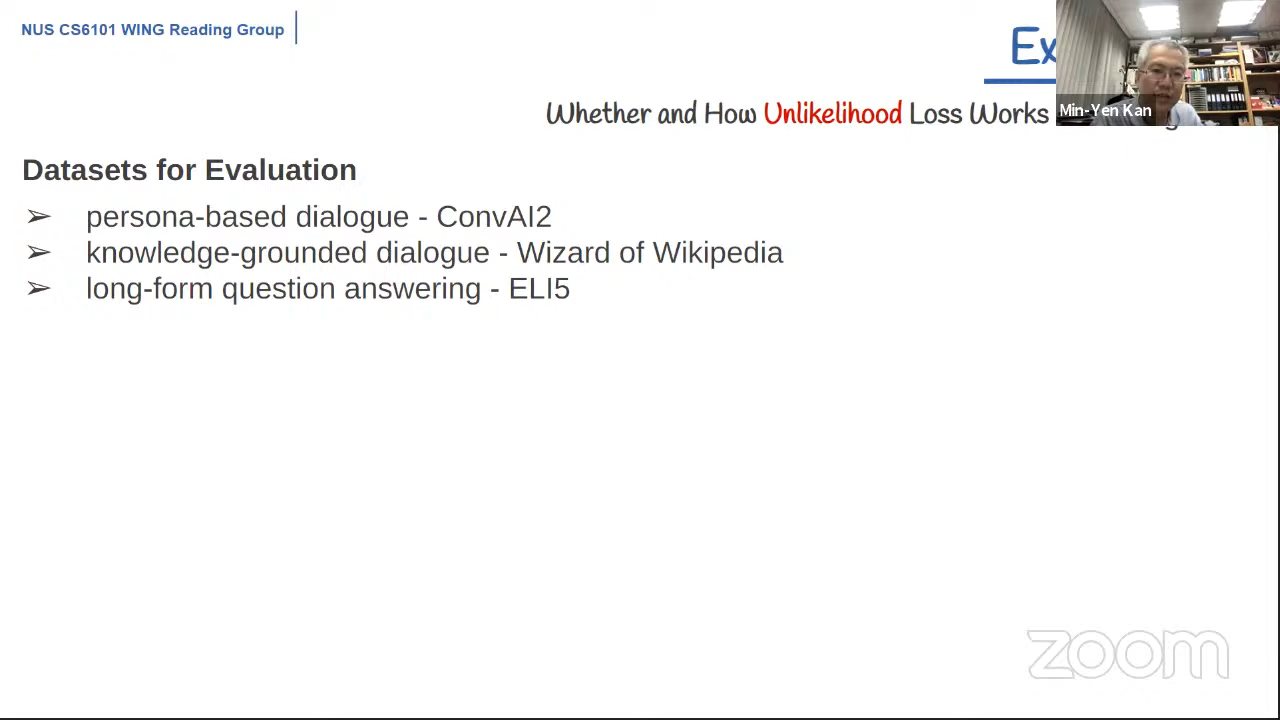 NUS CS6101 WING Reading Group
Ex
Whether and How Unlikelihood Loss Works
Min-Yen Kan
Datasets for Evaluation
➢ persona-based dialogue - ConvAI2
➢ knowledge-grounded dialogue - Wizard of Wikipedia
➢ long-form question answering - ELI5
zoom